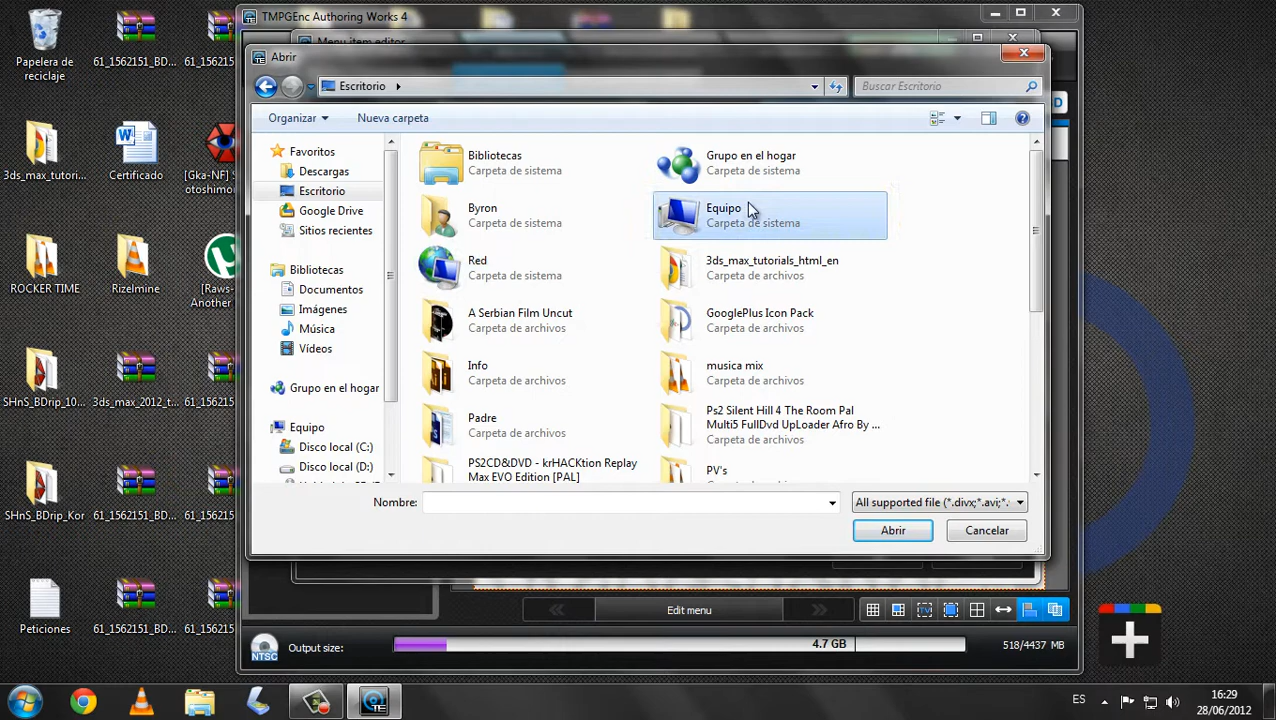 TMPGEnc Authoring Works 4
Menu item editor
Abrir
Escritorio
Buscar Escritorio
Organizar
Nueva carpeta
Favoritos
Descargas
Escritorio
Google Drive
Sitios recientes
Bibliotecas
Documentos
Imágenes
Música
Vídeos
Grupo en el hogar
Equipo
Disco local (C:)
Disco local (D:)
Bibliotecas
Carpeta de sistema
Grupo en el hogar
Carpeta de sistema
Byron
Carpeta de sistema
Equipo
Carpeta de sistema
Red
Carpeta de sistema
3ds_max_tutorials_html_en
Carpeta de archivos
A Serbian Film Uncut
Carpeta de archivos
GooglePlus Icon Pack
Carpeta de archivos
Info
Carpeta de archivos
musica mix
Carpeta de archivos
Padre
Carpeta de archivos
Ps2 Silent Hill 4 The Room Pal
Multi5 FullDvd UpLoader Afro By ...
Carpeta de archivos
PS2CD&DVD - krHACKtion Replay
Max EVO Edition [PAL]
PV's
Nombre:
All supported file (*.divx;*.avi;*.
Abrir
Cancelar
Edit menu
Output size:
4.7 GB
518/4437 MB
NTSC
Papelera de
reciclaje
61_1562151_BD...
61_1562151_
3ds_max_tutori...
Certificado
[Gka-NF] S
otoshimor
ROCKER TIME
Rizelmine
[Raws-
Another
SHnS_BDrip_10...
3ds_max_2012_t...
61_1562151_
SHnS_BDrip_Kor
61_1562151_BD...
61_1562151_
Peticiones
61_1562151_BD...
61_1562151_
ES
16:29
28/06/2012